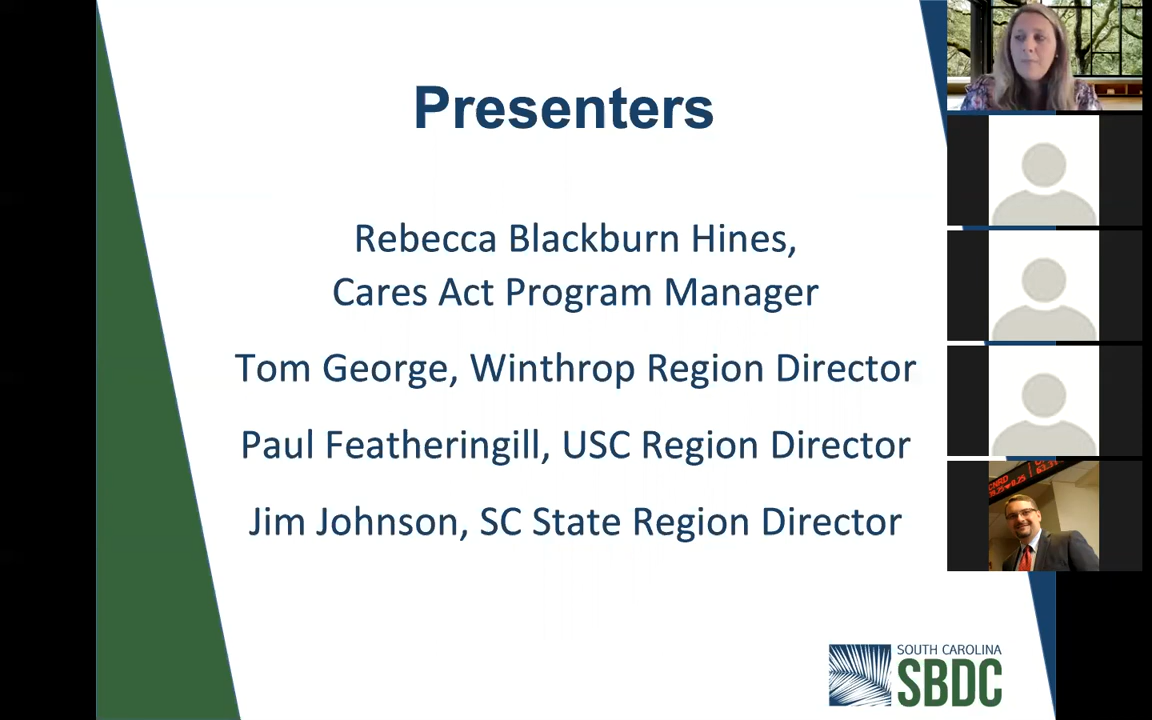 Presenters
Rebecca Blackburn Hines,
Cares Act Program Manager
Tom George, Winthrop Region Director
Paul Featheringill, USC Region Director
Jim Johnson, SC State Region Director
SOUTH CAROLINA
SBDC